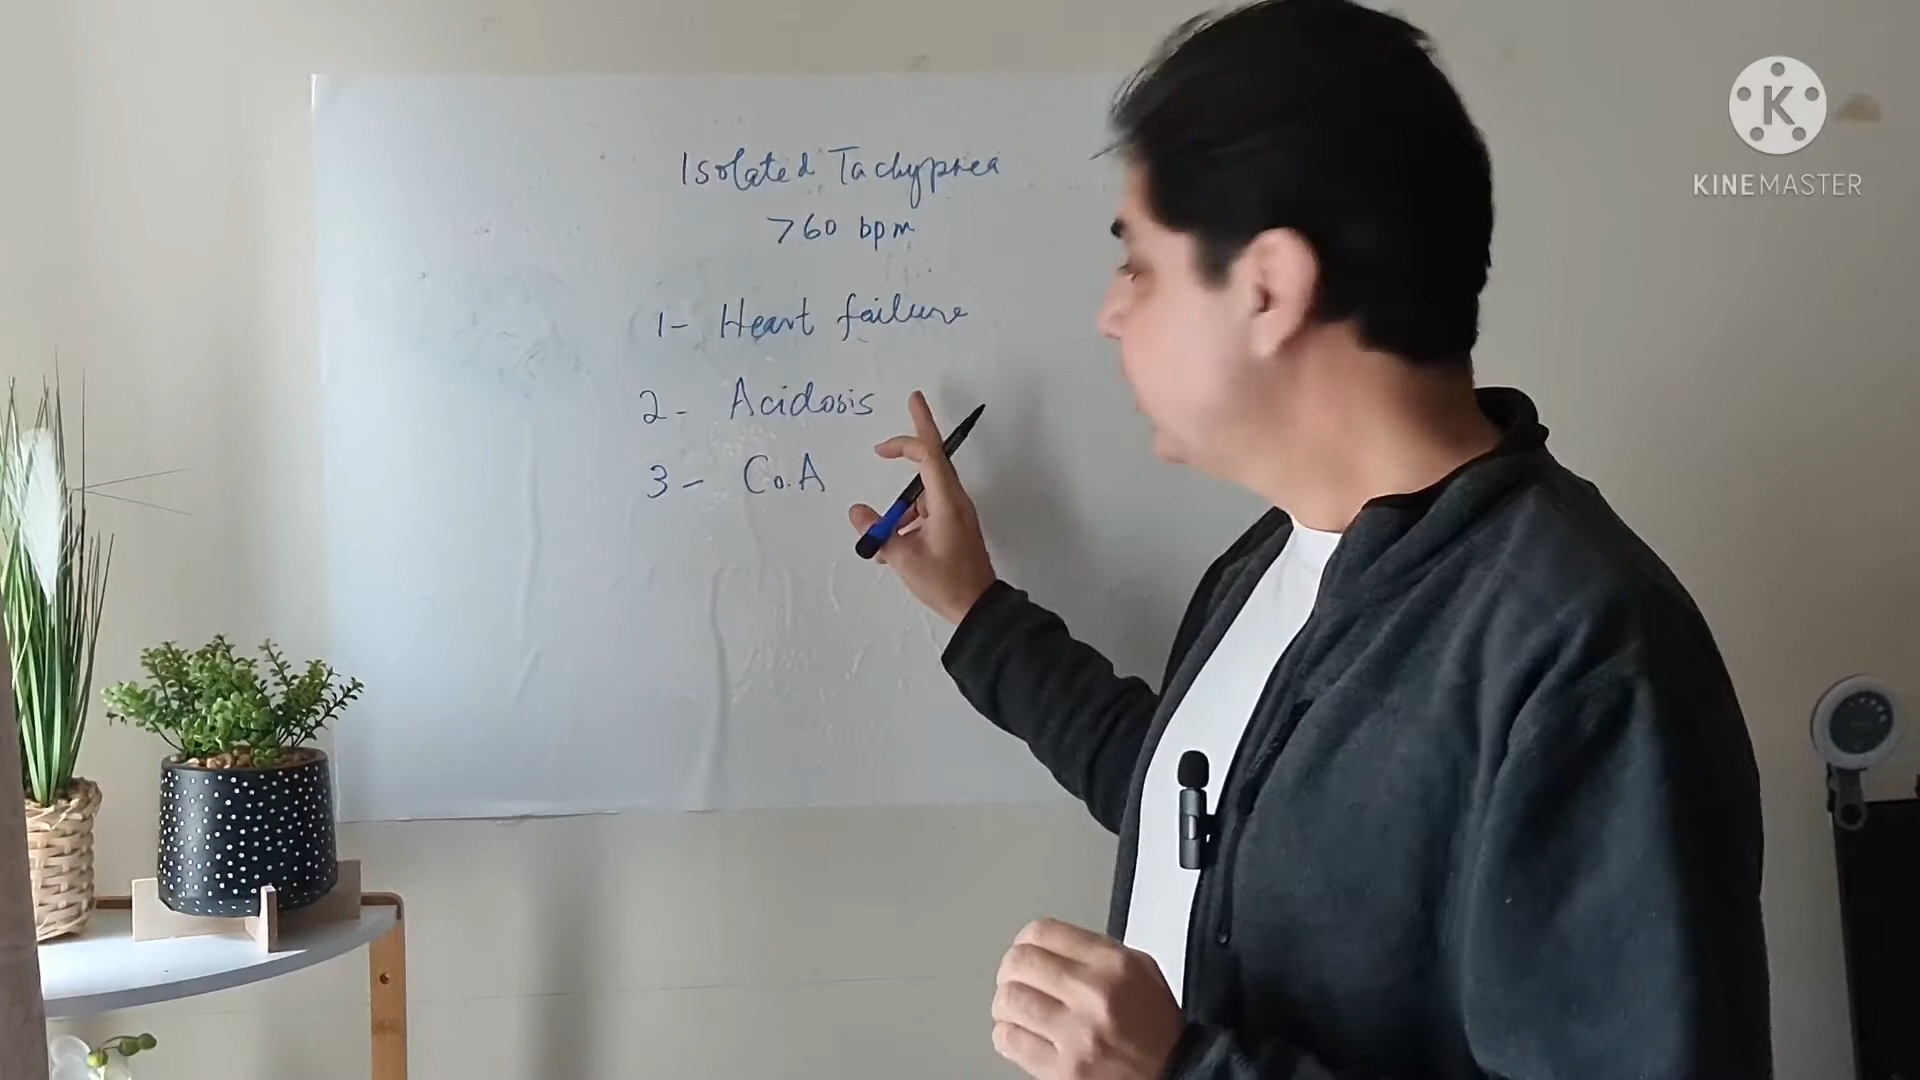 Isolated Tachypnea
>60 bpm
1- Heart failure
2- Acidosis
3- Co.A
K
KINEMASTER